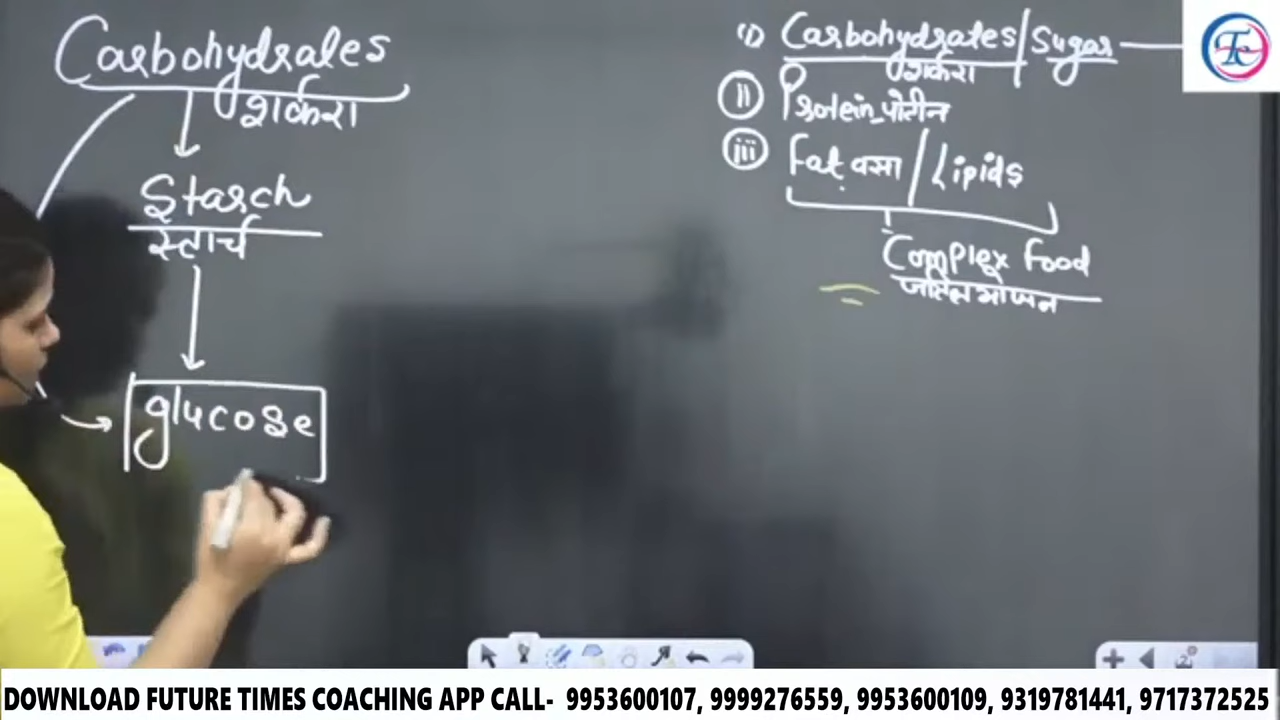 Carbohydrates
शर्करा
Starch
स्टार्च
glucose
(i) Carbohydrates/Sugar
शर्करा
(ii) Protein पोटीन
(iii) Fat वसा / Lipids
Complex food
जटिल भोजन
DOWNLOAD FUTURE TIMES COACHING APP CALL- 9953600107, 9999276559, 9953600109, 9319781441, 9717372525